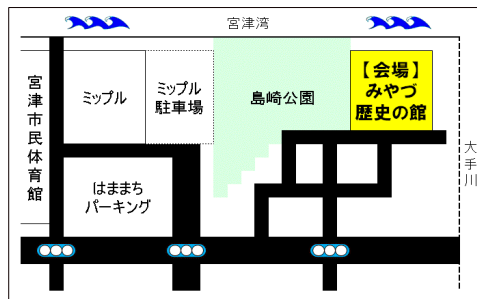 宮津湾
宮津市民体育館
ミップル
ミップル
駐車場
島崎公園
【会場】
みやづ
歴史の館
大手川
はままち
パーキング